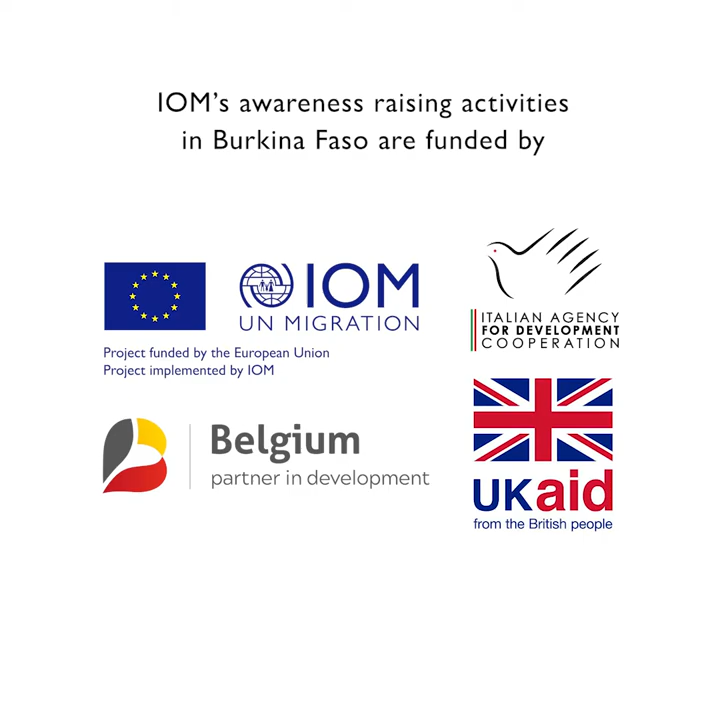 IOM's awareness raising activities
in Burkina Faso are funded by
IOM
UN MIGRATION
Project funded by the European Union
Project implemented by IOM
ITALIAN AGENCY
FOR DEVELOPMENT
COOPERATION
Belgium
partner in development
UKaid
from the British people